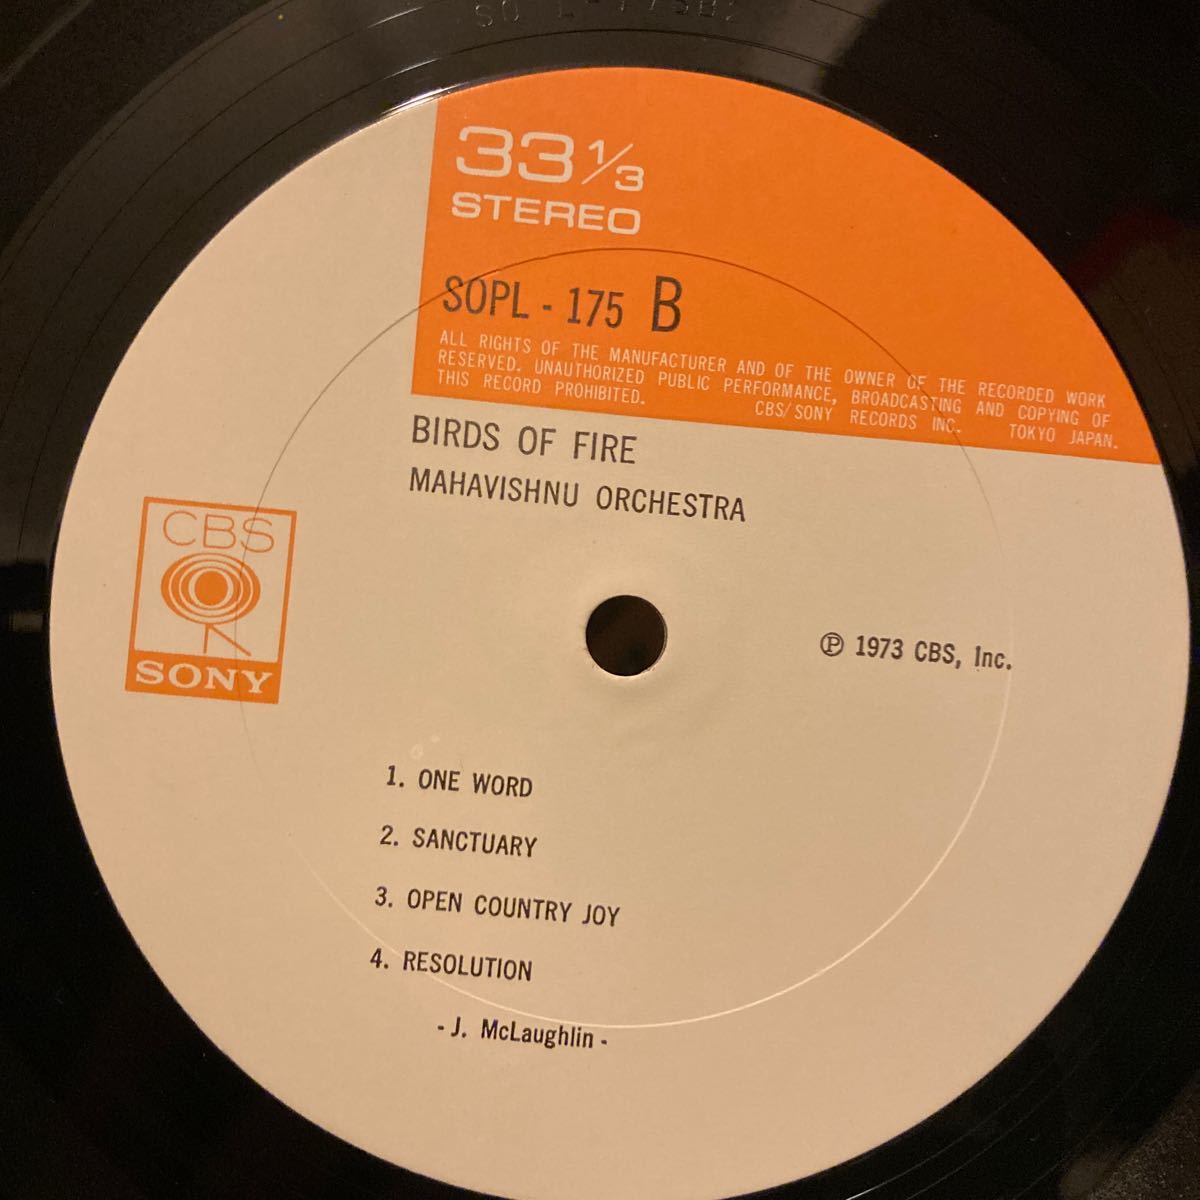 33 1/3
STEREO
SOPL - 175 B
ALL RIGHTS OF THE MANUFACTURER AND OF THE OWNER OF THE RECORDED WORK
RESERVED. UNAUTHORIZED PUBLIC PERFORMANCE, BROADCASTING AND COPYING OF
THIS RECORD PROHIBITED. CBS/SONY RECORDS INC. TOKYO JAPAN.
BIRDS OF FIRE
MAHAVISHNU ORCHESTRA
CBS
SONY
℗ 1973 CBS, Inc.
1. ONE WORD
2. SANCTUARY
3. OPEN COUNTRY JOY
4. RESOLUTION
- J. McLaughlin -